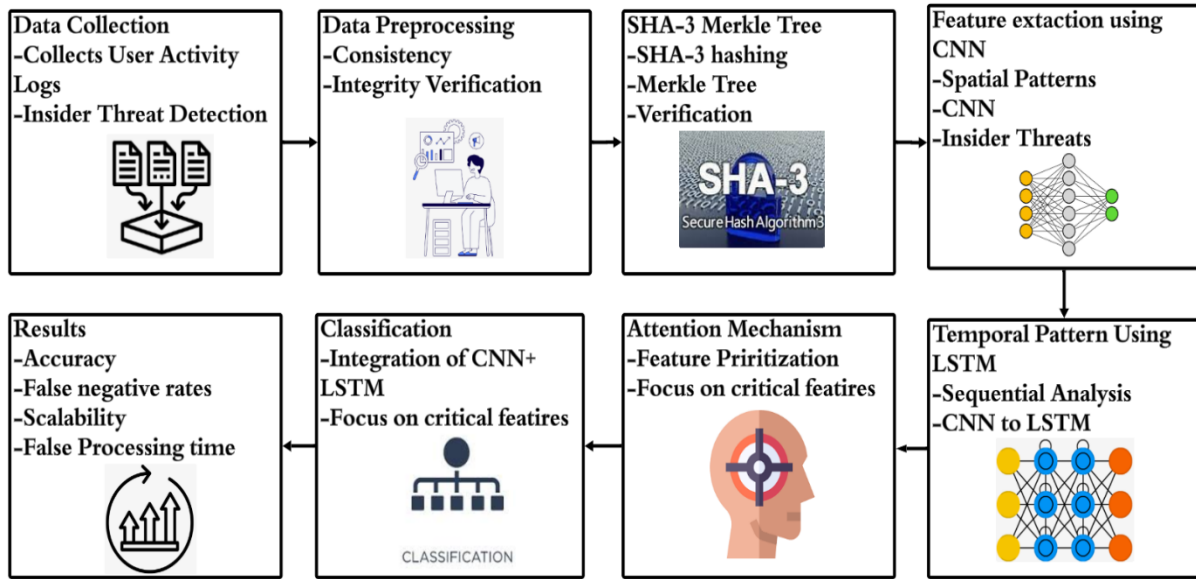 Data Collection
-Collects User Activity
Logs
-Insider Threat Detection
Data Preprocessing
-Consistency
-Integrity Verification
SHA-3 Merkle Tree
-SHA-3 hashing
-Merkle Tree
-Verification
SHA-3
Secure Hash Algorithm3
Feature extaction using
CNN
-Spatial Patterns
-CNN
-Insider Threats
Temporal Pattern Using
LSTM
-Sequential Analysis
-CNN to LSTM
Attention Mechanism
-Feature Priritization
-Focus on critical featires
Classification
-Integration of CNN+
LSTM
-Focus on critical featires
CLASSIFICATION
Results
-Accuracy
-False negative rates
-Scalability
-False Processing time